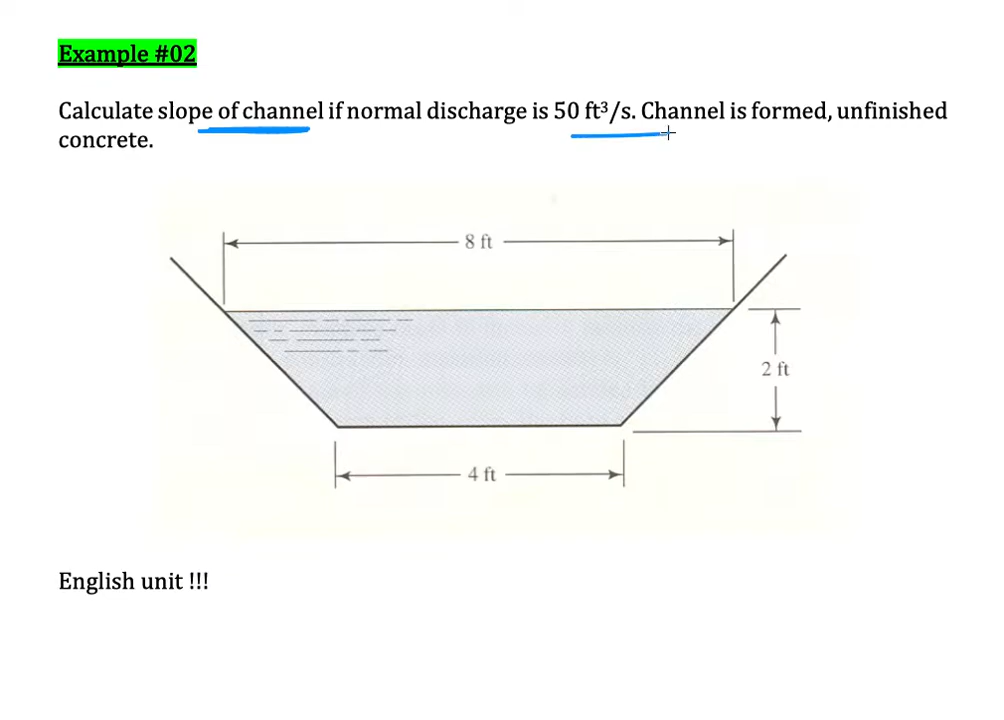 Example #02
Calculate slope of channel if normal discharge is 50 ft³/s. Channel is formed, unfinished
concrete.
8 ft
2 ft
4 ft
English unit !!!